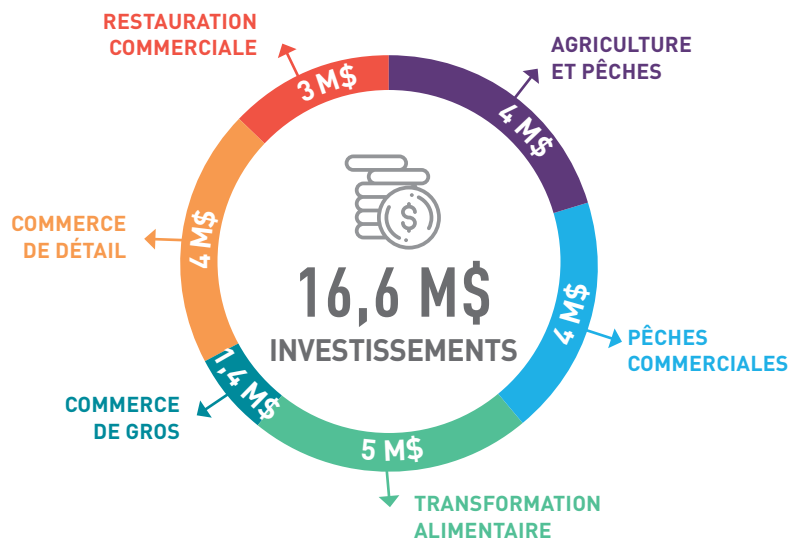 RESTAURATION
COMMERCIALE
3 M$
AGRICULTURE
ET PÊCHES
4 M$
COMMERCE
DE DÉTAIL
4 M$
$
16,6 M$
INVESTISSEMENTS
4 M$
PÊCHES
COMMERCIALES
1,4 M$
COMMERCE
DE GROS
5 M$
TRANSFORMATION
ALIMENTAIRE